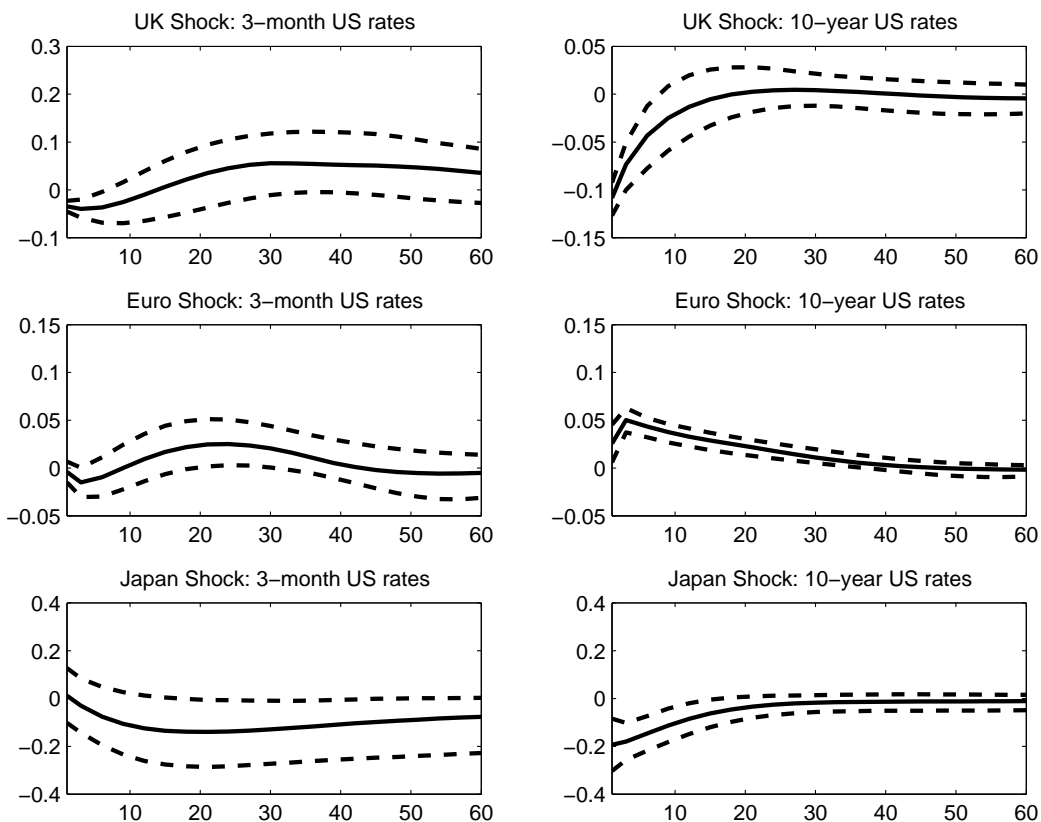 UK Shock: 3−month US rates
0.3
0.2
0.1
0
−0.1
10 20 30 40 50 60
UK Shock: 10−year US rates
0.05
0
−0.05
−0.1
−0.15
10 20 30 40 50 60
Euro Shock: 3−month US rates
0.15
0.1
0.05
0
−0.05
10 20 30 40 50 60
Euro Shock: 10−year US rates
0.15
0.1
0.05
0
−0.05
10 20 30 40 50 60
Japan Shock: 3−month US rates
0.4
0.2
0
−0.2
−0.4
10 20 30 40 50 60
Japan Shock: 10−year US rates
0.4
0.2
0
−0.2
−0.4
10 20 30 40 50 60